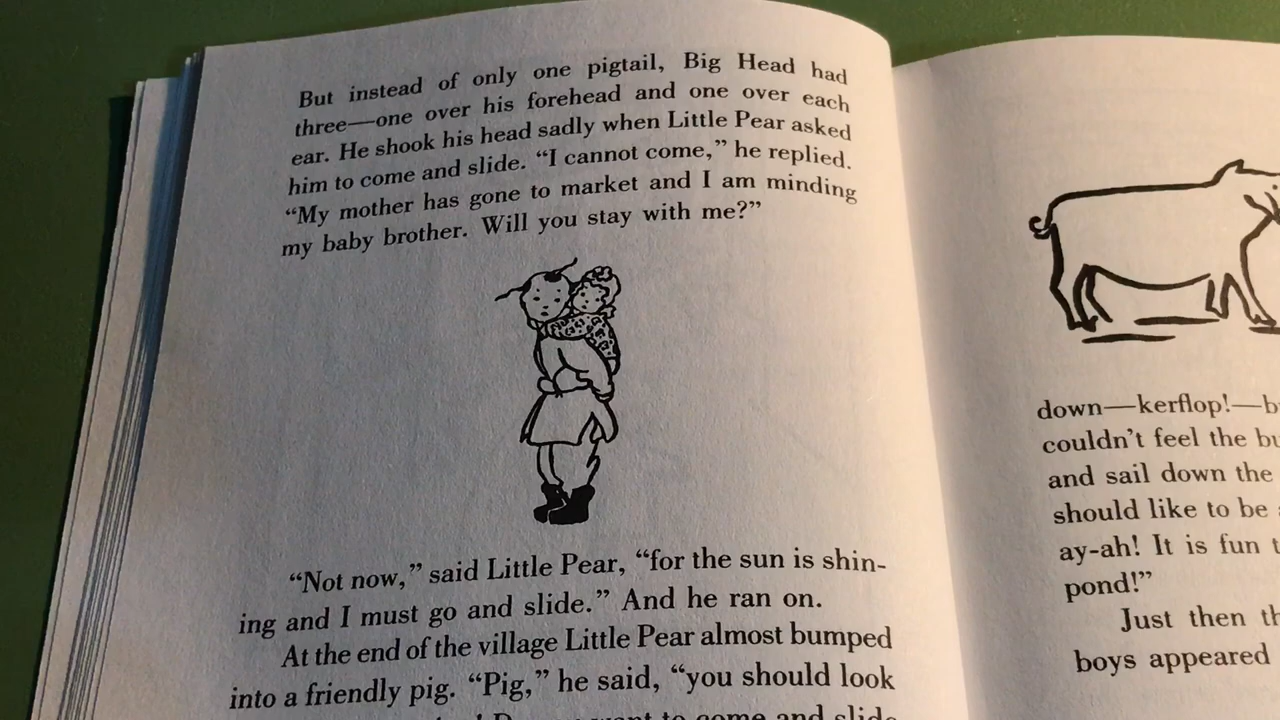 But instead of only one pigtail, Big Head had
three—one over his forehead and one over each
ear. He shook his head sadly when Little Pear asked
him to come and slide. “I cannot come,” he replied.
“My mother has gone to market and I am minding
my baby brother. Will you stay with me?”
“Not now,” said Little Pear, “for the sun is shin-
ing and I must go and slide.” And he ran on.
At the end of the village Little Pear almost bumped
into a friendly pig. “Pig,” he said, “you should look
to come and slide
down—kerflop!—
couldn’t feel the
and sail down the
should like to be
ay-ah! It is fun
pond!”
Just then
boys appeared